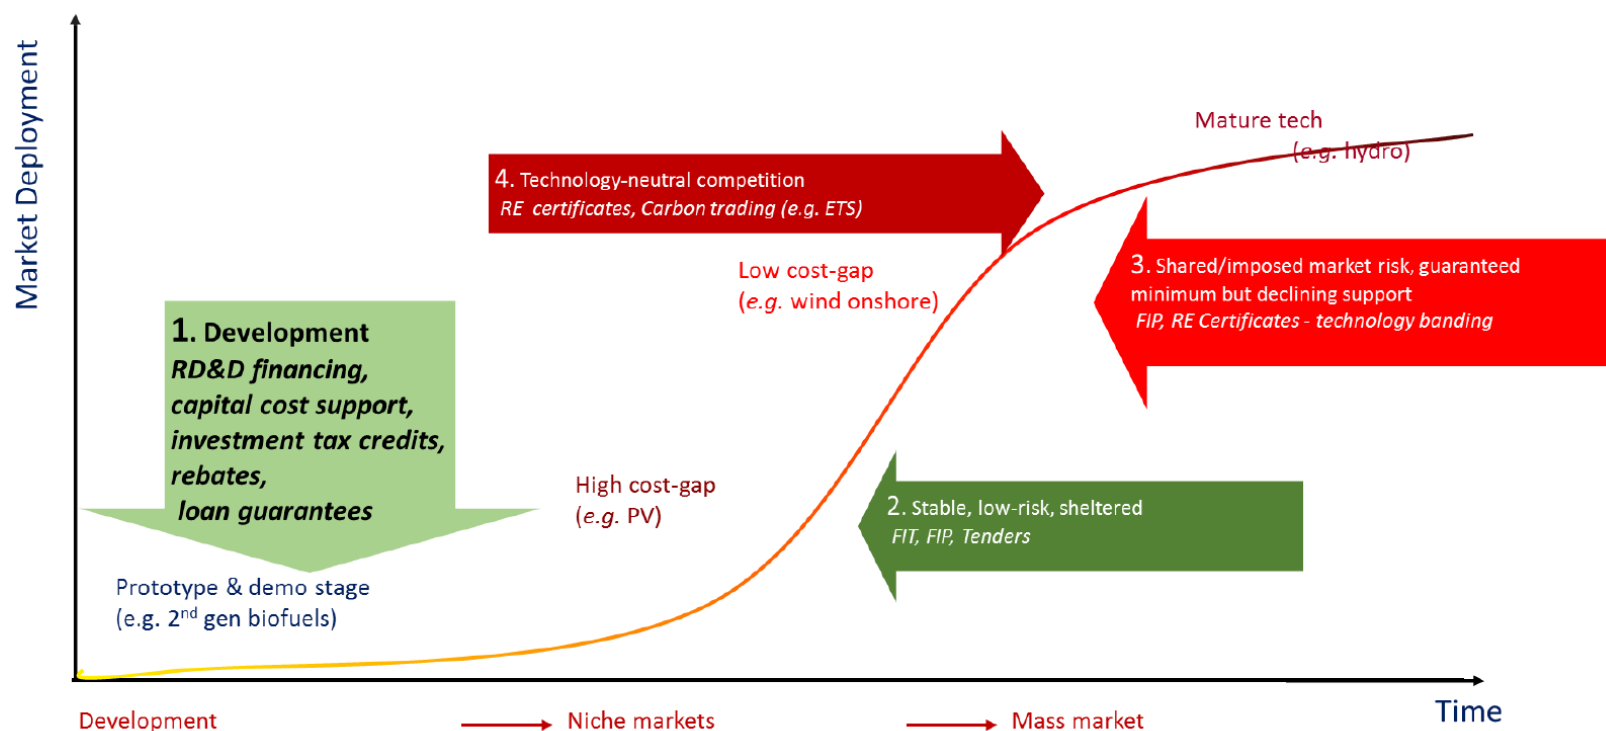 Market Deployment
Mature tech
(e.g. hydro)
4. Technology-neutral competition
RE certificates, Carbon trading (e.g. ETS)
Low cost-gap
(e.g. wind onshore)
3. Shared/imposed market risk, guaranteed
minimum but declining support
FIP, RE Certificates - technology banding
1. Development
RD&D financing,
capital cost support,
investment tax credits,
rebates,
loan guarantees
High cost-gap
(e.g. PV)
2. Stable, low-risk, sheltered
FIT, FIP, Tenders
Prototype & demo stage
(e.g. 2nd gen biofuels)
Time
Development
Niche markets
Mass market